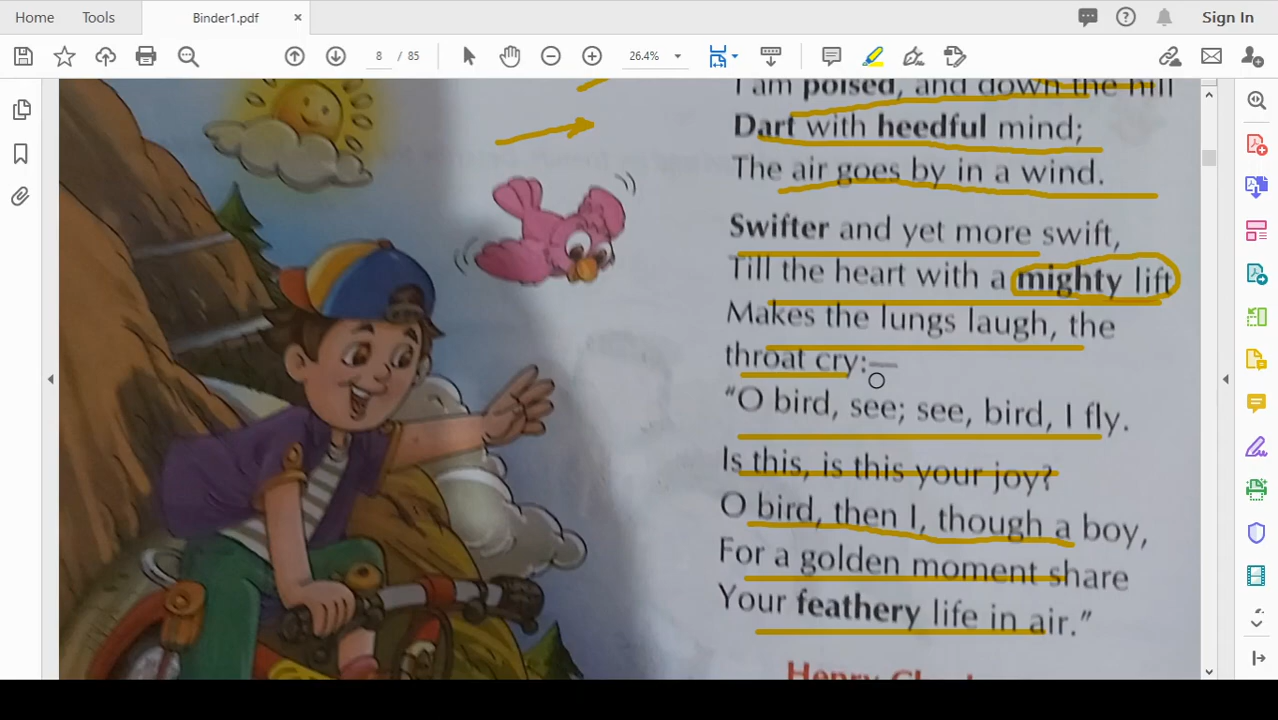 Home Tools Binder1.pdf × Sign In
8 / 85 26.4%
I am poised, and down the hill
Dart with heedful mind;
The air goes by in a wind.
Swifter and yet more swift,
Till the heart with a mighty lift
Makes the lungs laugh, the
throat cry:—
“O bird, see; see, bird, I fly.
Is this, is this your joy?
O bird, then I, though a boy,
For a golden moment share
Your feathery life in air.”
Henry